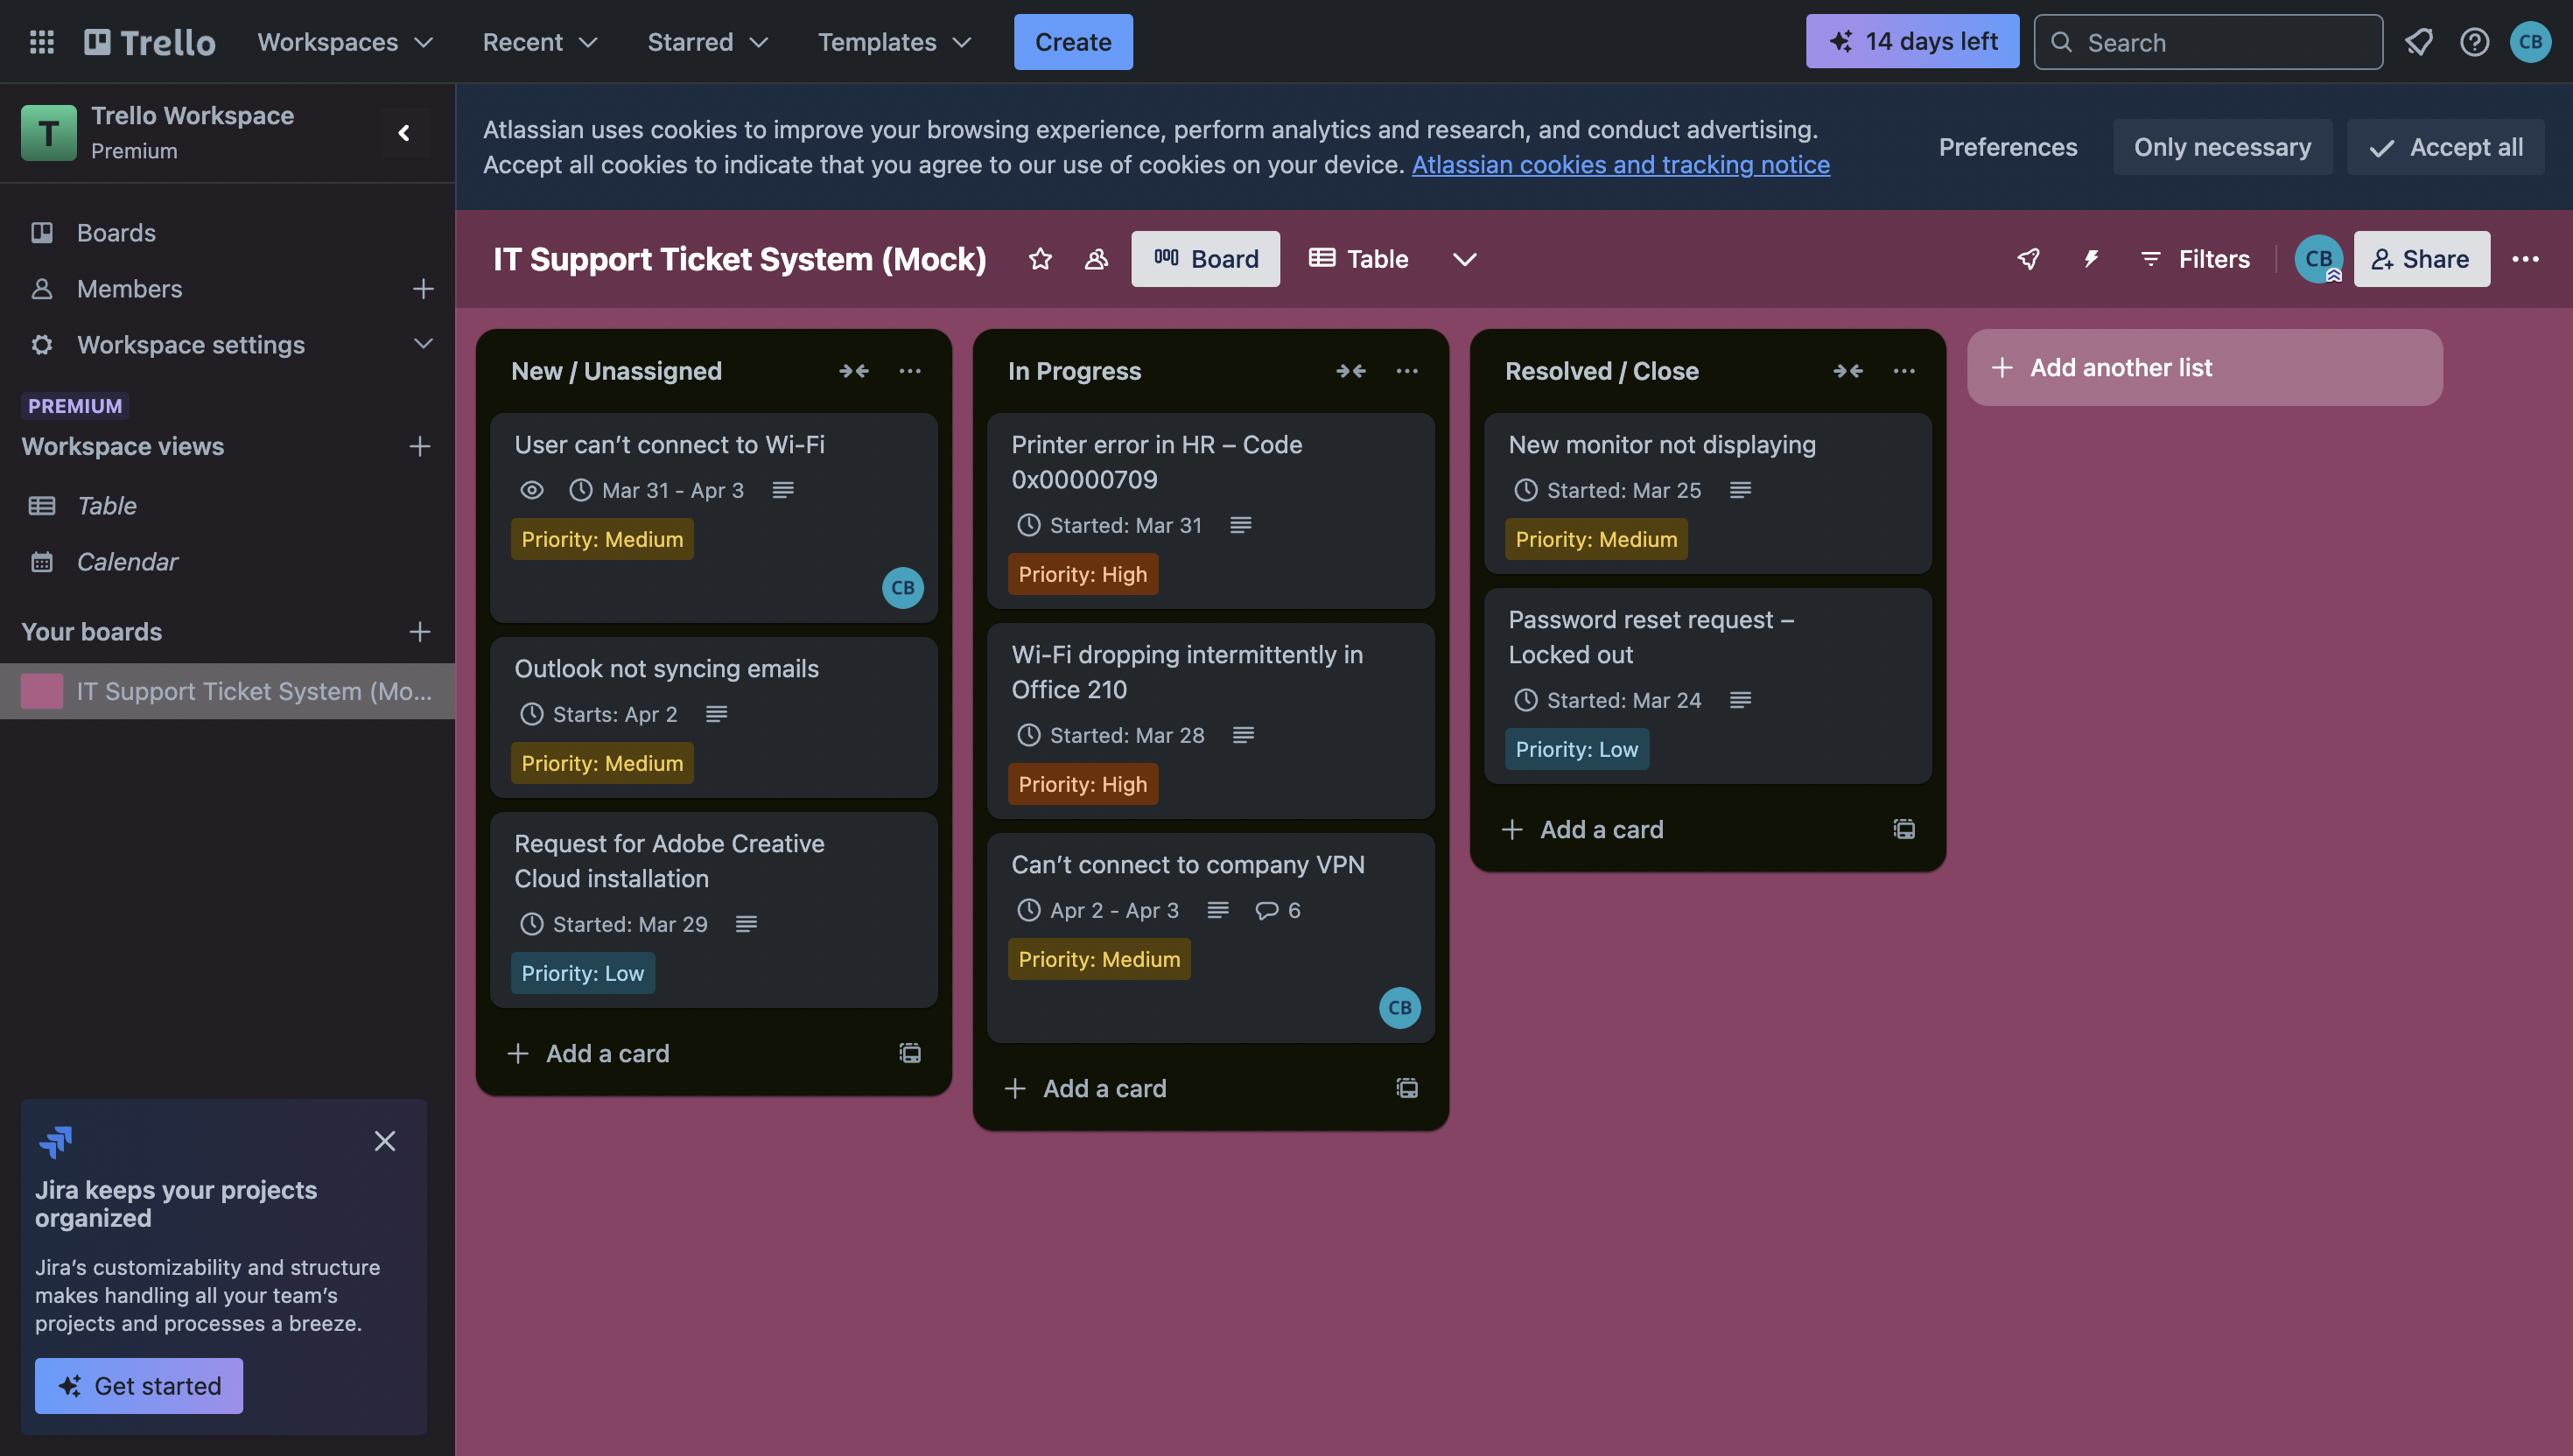 Trello
Workspaces
Recent
Starred
Templates
Create
14 days left
Search
CB
T
Trello Workspace
Premium
Boards
Members
Workspace settings
PREMIUM
Workspace views
Table
Calendar
Your boards
IT Support Ticket System (Mo...
Jira keeps your projects
organized
Jira’s customizability and structure
makes handling all your team’s
projects and processes a breeze.
Get started
Atlassian uses cookies to improve your browsing experience, perform analytics and research, and conduct advertising.
Accept all cookies to indicate that you agree to our use of cookies on your device. Atlassian cookies and tracking notice
Preferences
Only necessary
Accept all
IT Support Ticket System (Mock)
Board
Table
Filters
CB
Share
New / Unassigned
User can’t connect to Wi-Fi
Mar 31 - Apr 3
Priority: Medium
CB
Outlook not syncing emails
Starts: Apr 2
Priority: Medium
Request for Adobe Creative
Cloud installation
Started: Mar 29
Priority: Low
Add a card
In Progress
Printer error in HR – Code
0x00000709
Started: Mar 31
Priority: High
Wi-Fi dropping intermittently in
Office 210
Started: Mar 28
Priority: High
Can’t connect to company VPN
Apr 2 - Apr 3
6
Priority: Medium
CB
Add a card
Resolved / Close
New monitor not displaying
Started: Mar 25
Priority: Medium
Password reset request –
Locked out
Started: Mar 24
Priority: Low
Add a card
Add another list